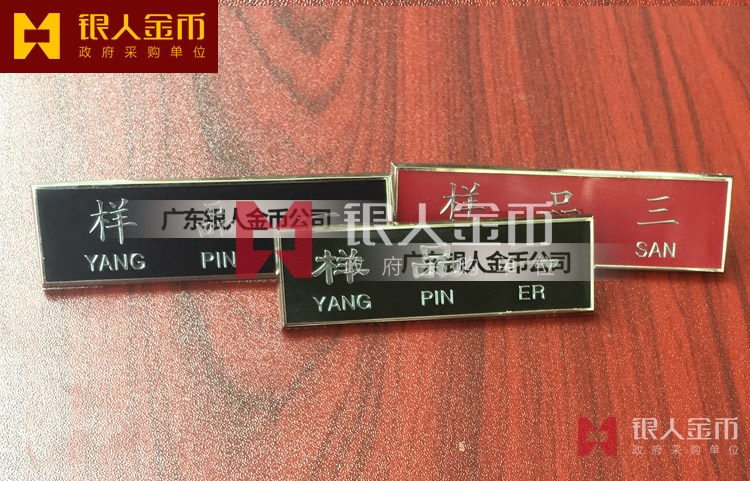 银人金币
政府采购单位
样 品 三
SAN
样
广东银人金币公司
YANG PIN
银人金币
政府采购单位
样
广东银人金币公司
YANG PIN ER
银人金币
政府采购单位